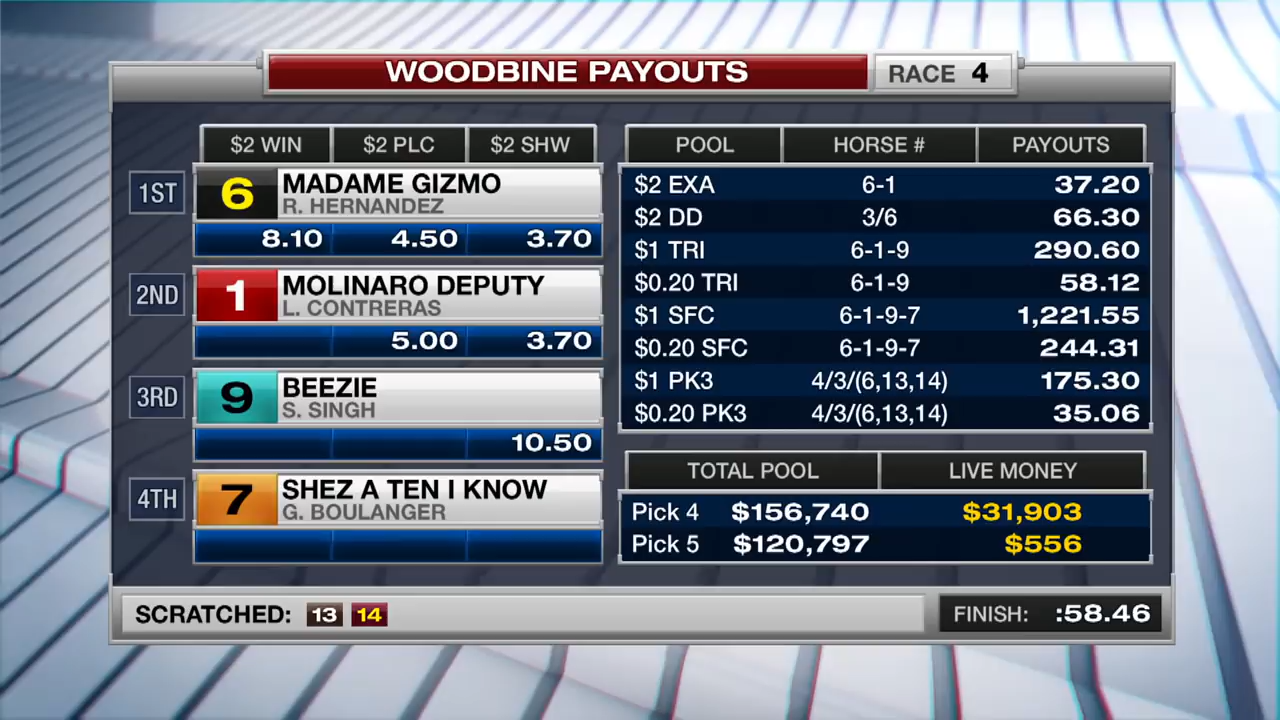 WOODBINE PAYOUTS RACE 4
$2 WIN $2 PLC $2 SHW
1ST 6 MADAME GIZMO
R. HERNANDEZ
8.10 4.50 3.70
2ND 1 MOLINARO DEPUTY
L. CONTRERAS
5.00 3.70
3RD 9 BEEZIE
S. SINGH
10.50
4TH 7 SHEZ A TEN I KNOW
G. BOULANGER
POOL HORSE # PAYOUTS
$2 EXA 6-1 37.20
$2 DD 3/6 66.30
$1 TRI 6-1-9 290.60
$0.20 TRI 6-1-9 58.12
$1 SFC 6-1-9-7 1,221.55
$0.20 SFC 6-1-9-7 244.31
$1 PK3 4/3/(6,13,14) 175.30
$0.20 PK3 4/3/(6,13,14) 35.06
TOTAL POOL LIVE MONEY
Pick 4 $156,740 $31,903
Pick 5 $120,797 $556
SCRATCHED: 13 14
FINISH: :58.46